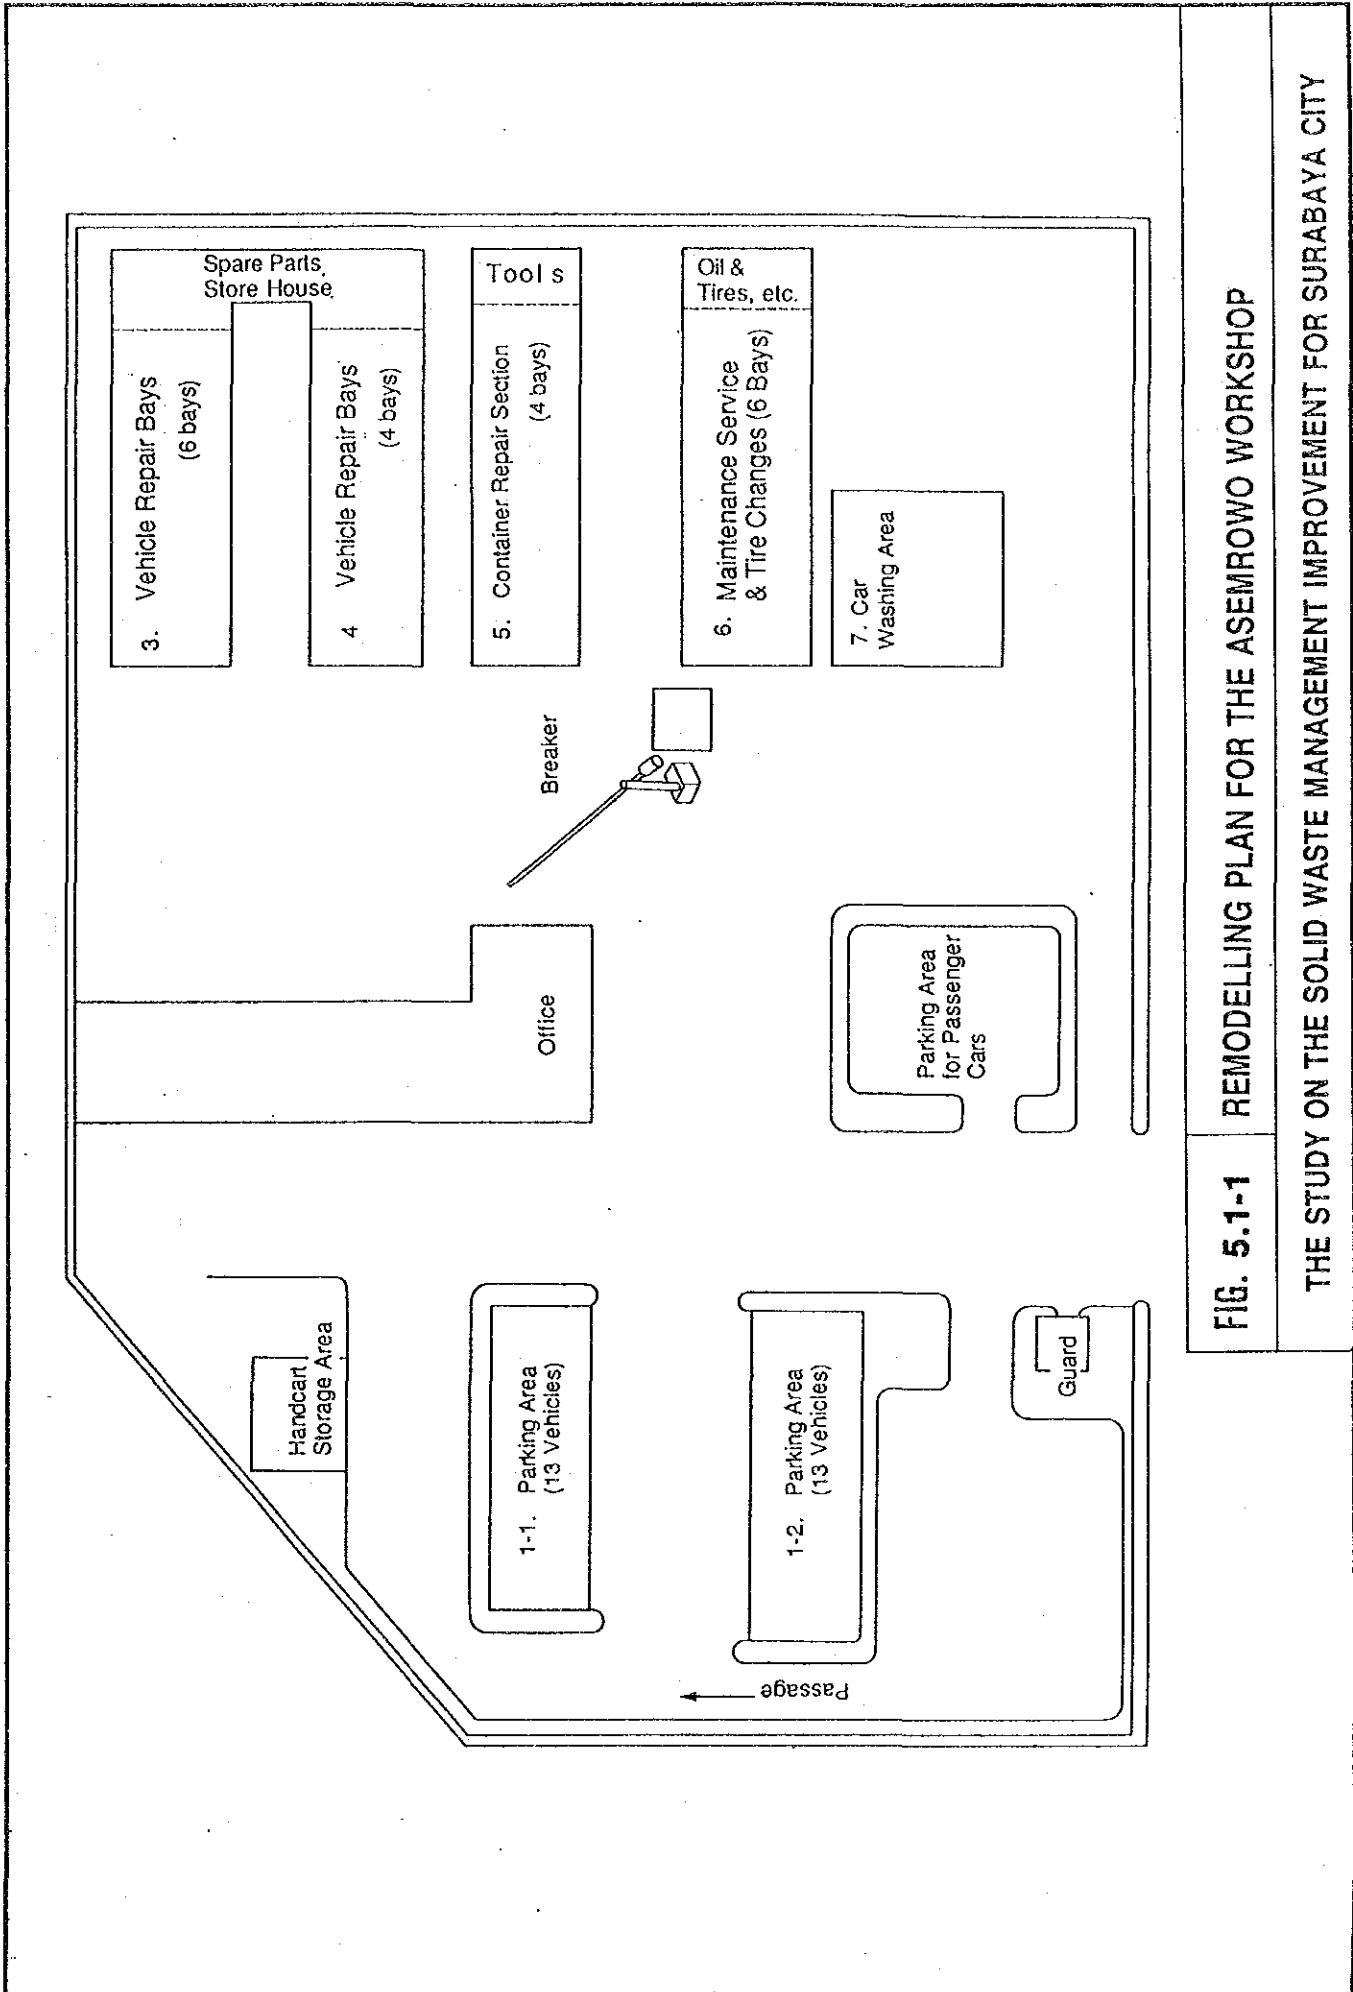 Handcart
Storage Area
1-1. Parking Area
(13 Vehicles)
1-2. Parking Area
(13 Vehicles)
Passage
Guard
Office
Parking Area
for Passenger
Cars
Breaker
3. Vehicle Repair Bays
(6 bays)
Spare Parts
Store House
4 Vehicle Repair Bays
(4 bays)
5. Container Repair Section
(4 bays)
Tool s
6. Maintenance Service
& Tire Changes (6 Bays)
Oil &
Tires, etc.
7. Car
Washing Area
FIG. 5.1-1 REMODELLING PLAN FOR THE ASEMROWO WORKSHOP
THE STUDY ON THE SOLID WASTE MANAGEMENT IMPROVEMENT FOR SURABAYA CITY